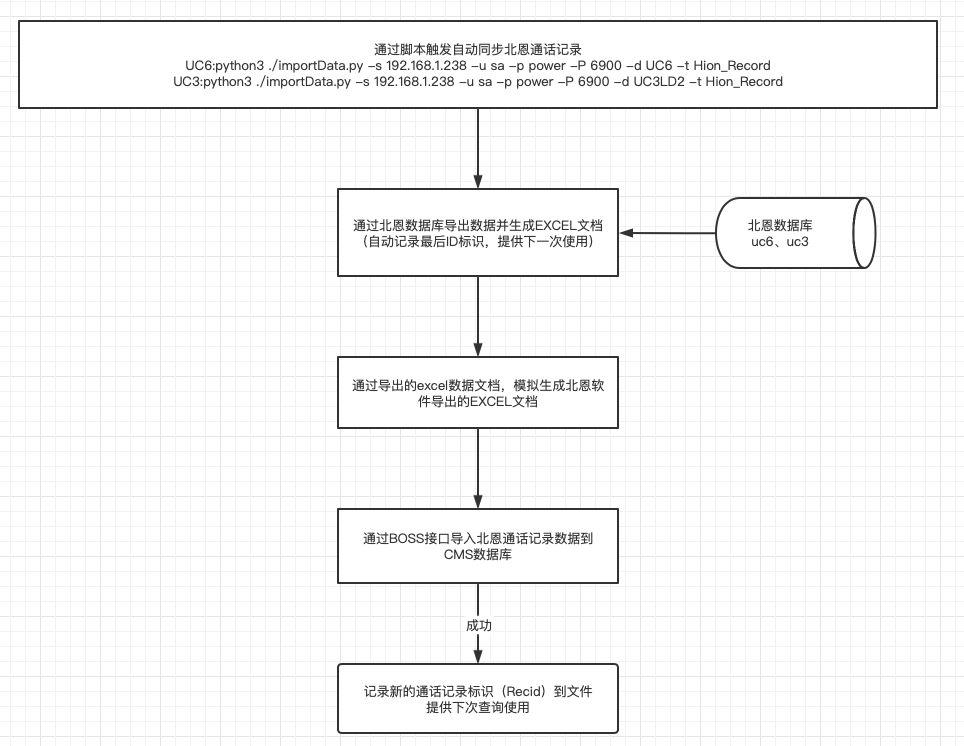 通过脚本触发自动同步北恩通话记录
UC6:python3 ./importData.py –s 192.168.1.238 –u sa –p power –P 6900 –d UC6 –t Hion_Record
UC3:python3 ./importData.py –s 192.168.1.238 –u sa –p power –P 6900 –d UC3LD2 –t Hion_Record
通过北恩数据库导出数据并生成EXCEL文档
（自动记录最后ID标识，提供下一次使用）
北恩数据库
uc6、uc3
通过导出的excel数据文档，模拟生成北恩软
件导出的EXCEL文档
通过BOSS接口导入北恩通话记录数据到
CMS数据库
成功
记录新的通话记录标识（Recid）到文件
提供下次查询使用